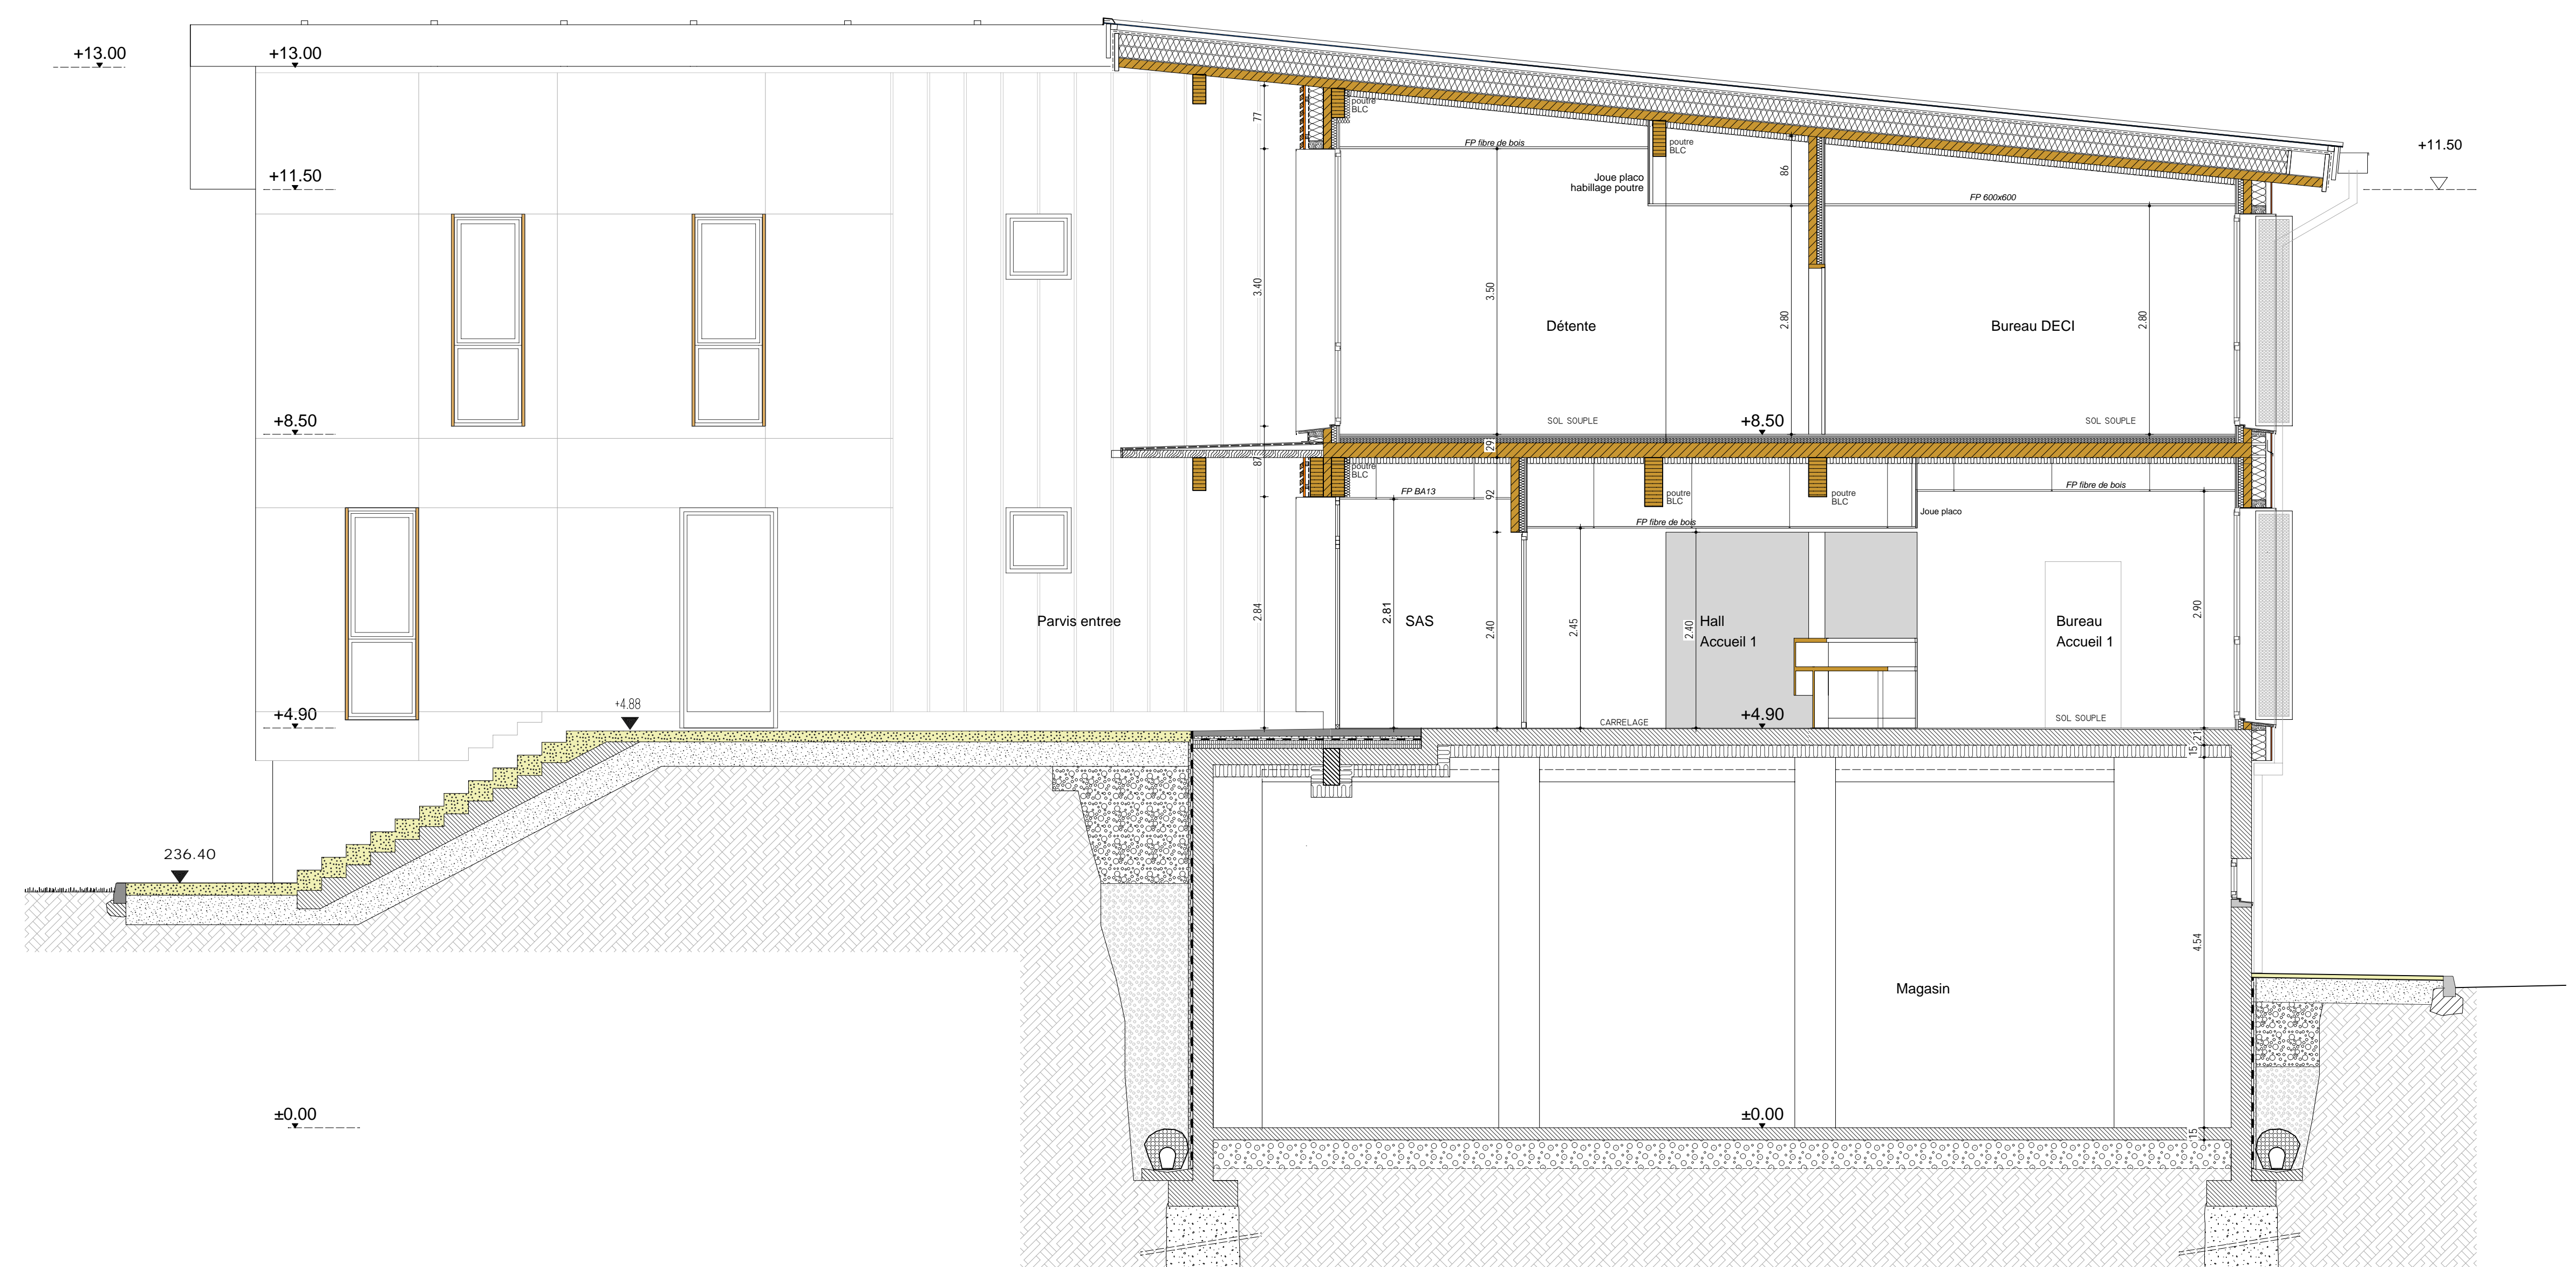 +13.00
+13.00
77
poutre
BLC
FP fibre de bois
poutre
BLC
+11.50
+11.50
Joue placo
habillage poutre
86
FP 600x600
3.40
3.50
2.80
2.80
Détente
Bureau DECI
+8.50
SOL SOUPLE
+8.50
SOL SOUPLE
29
87
poutre
BLC
FP BA13
92
poutre
BLC
poutre
BLC
FP fibre de bois
FP fibre de bois
Joue placo
2.84
2.81
2.40
2.45
2.40
2.90
Parvis entree
SAS
Hall
Accueil 1
Bureau
Accueil 1
+4.90
+4.88
CARRELAGE
+4.90
SOL SOUPLE
21
15
236.40
4.54
Magasin
±0.00
±0.00
15